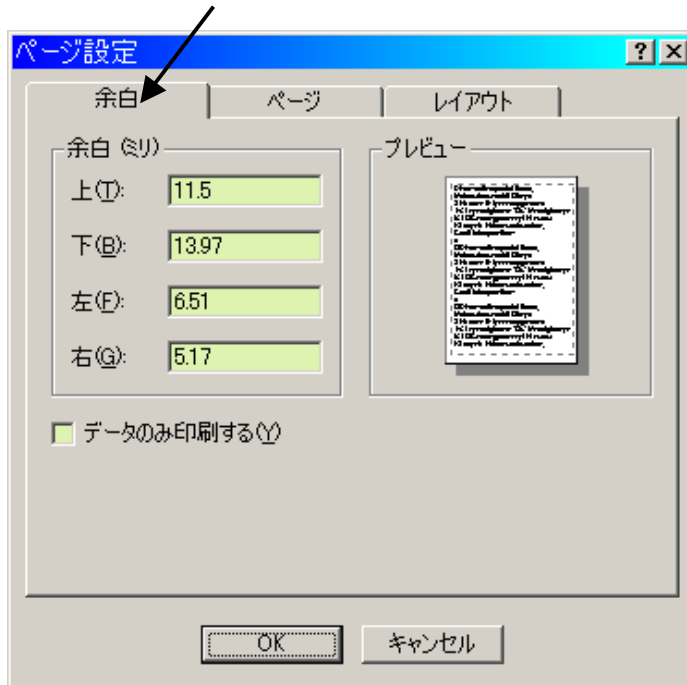 ページ設定
余白 ページ レイアウト
余白 (ミリ)
上(T): 11.5
下(B): 13.97
左(F): 6.51
右(G): 5.17
プレビュー
データのみ印刷する(Y)
OK キャンセル